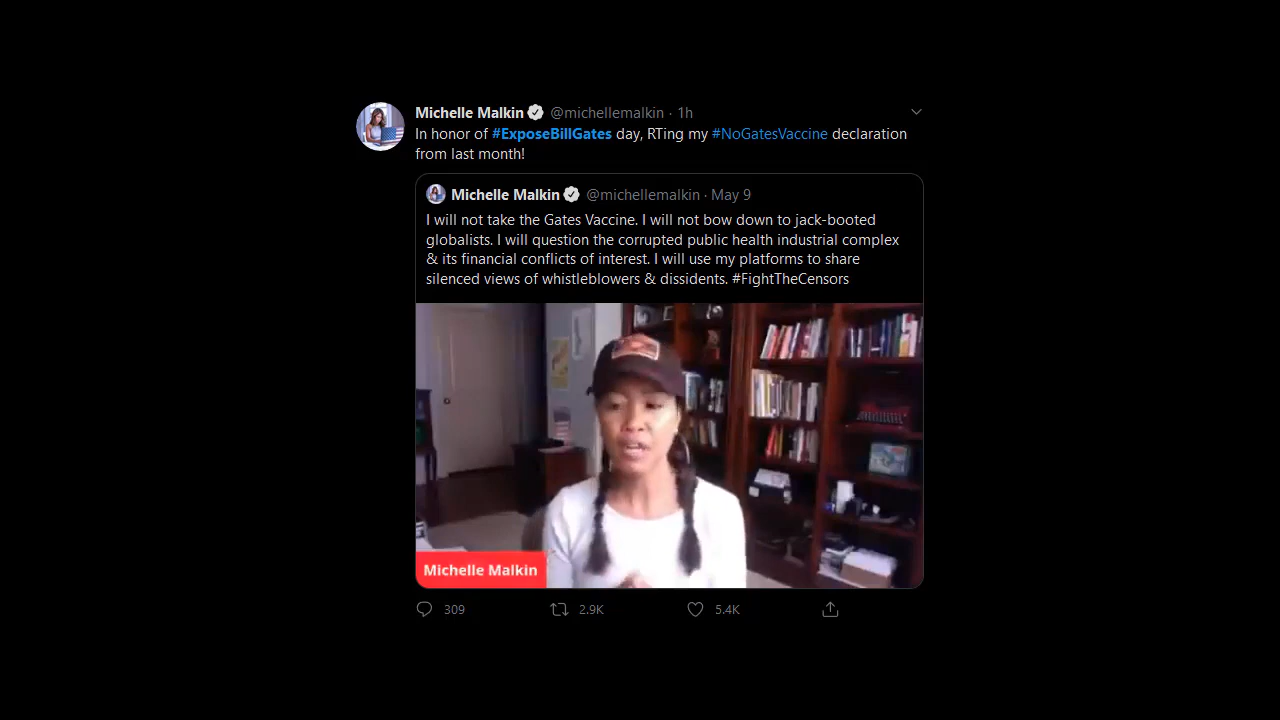 Michelle Malkin @michellemalkin · 1h
In honor of #ExposeBillGates day, RTing my #NoGatesVaccine declaration
from last month!
Michelle Malkin @michellemalkin · May 9
I will not take the Gates Vaccine. I will not bow down to jack-booted
globalists. I will question the corrupted public health industrial complex
& its financial conflicts of interest. I will use my platforms to share
silenced views of whistleblowers & dissidents. #FightTheCensors
Michelle Malkin
309 2.9K 5.4K